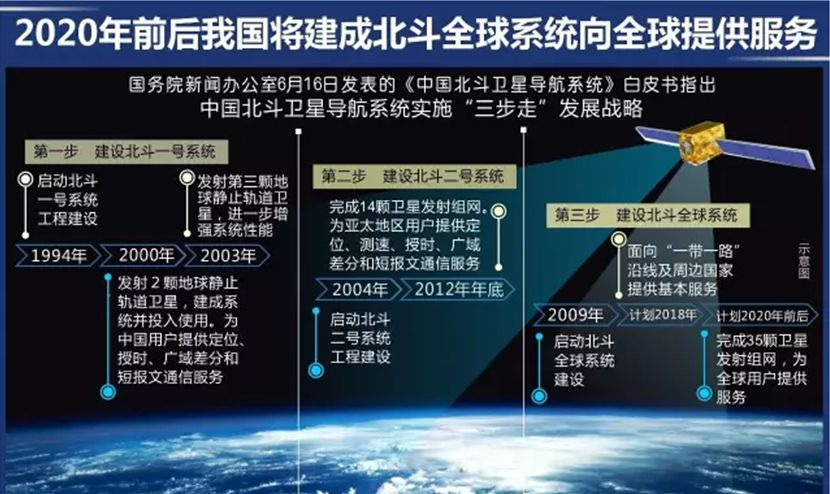 2020年前后我国将建成北斗全球系统向全球提供服务
国务院新闻办公室6月16日发表的《中国北斗卫星导航系统》白皮书指出
中国北斗卫星导航系统实施“三步走”发展战略
第一步 建设北斗一号系统
启动北斗
一号系统
工程建设
发射第三颗地
球静止轨道卫
星，进一步增
强系统性能
1994年
2000年
2003年
发射2颗地球静止
轨道卫星，建成系
统并投入使用。为
中国用户提供定位、
授时、广域差分和
短报文通信服务
第二步 建设北斗二号系统
完成14颗卫星发射组网。
为亚太地区用户提供定
位、测速、授时、广域
差分和短报文通信服务
2004年
2012年年底
启动北斗
二号系统
工程建设
第三步 建设北斗全球系统
面向“一带一路”
沿线及周边国家
提供基本服务
示意图
2009年
计划2018年
计划2020年前后
启动北斗
全球系统
建设
完成35颗卫星
发射组网，为
全球用户提供
服务